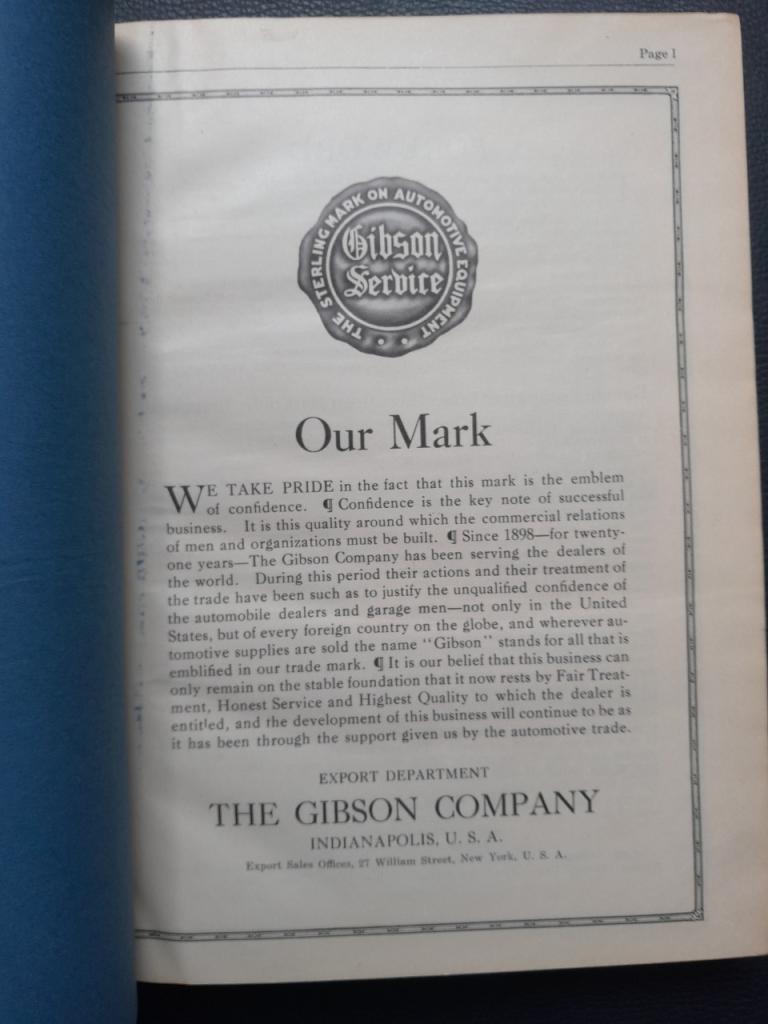 Page 1
THE STERLING MARK ON AUTOMOTIVE EQUIPMENT
Gibson
Service
Our Mark
WE TAKE PRIDE in the fact that this mark is the emblem
of confidence. ¶ Confidence is the key note of successful
business. It is this quality around which the commercial relations
of men and organizations must be built. ¶ Since 1898—for twenty-
one years—The Gibson Company has been serving the dealers of
the world. During this period their actions and their treatment of
the trade have been such as to justify the unqualified confidence of
the automobile dealers and garage men—not only in the United
States, but of every foreign country on the globe, and wherever au-
tomotive supplies are sold the name "Gibson" stands for all that is
emblified in our trade mark. ¶ It is our belief that this business can
only remain on the stable foundation that it now rests by Fair Treat-
ment, Honest Service and Highest Quality to which the dealer is
entitled, and the development of this business will continue to be as
it has been through the support given us by the automotive trade.
EXPORT DEPARTMENT
THE GIBSON COMPANY
INDIANAPOLIS, U. S. A.
Export Sales Offices, 27 William Street, New York, U. S. A.